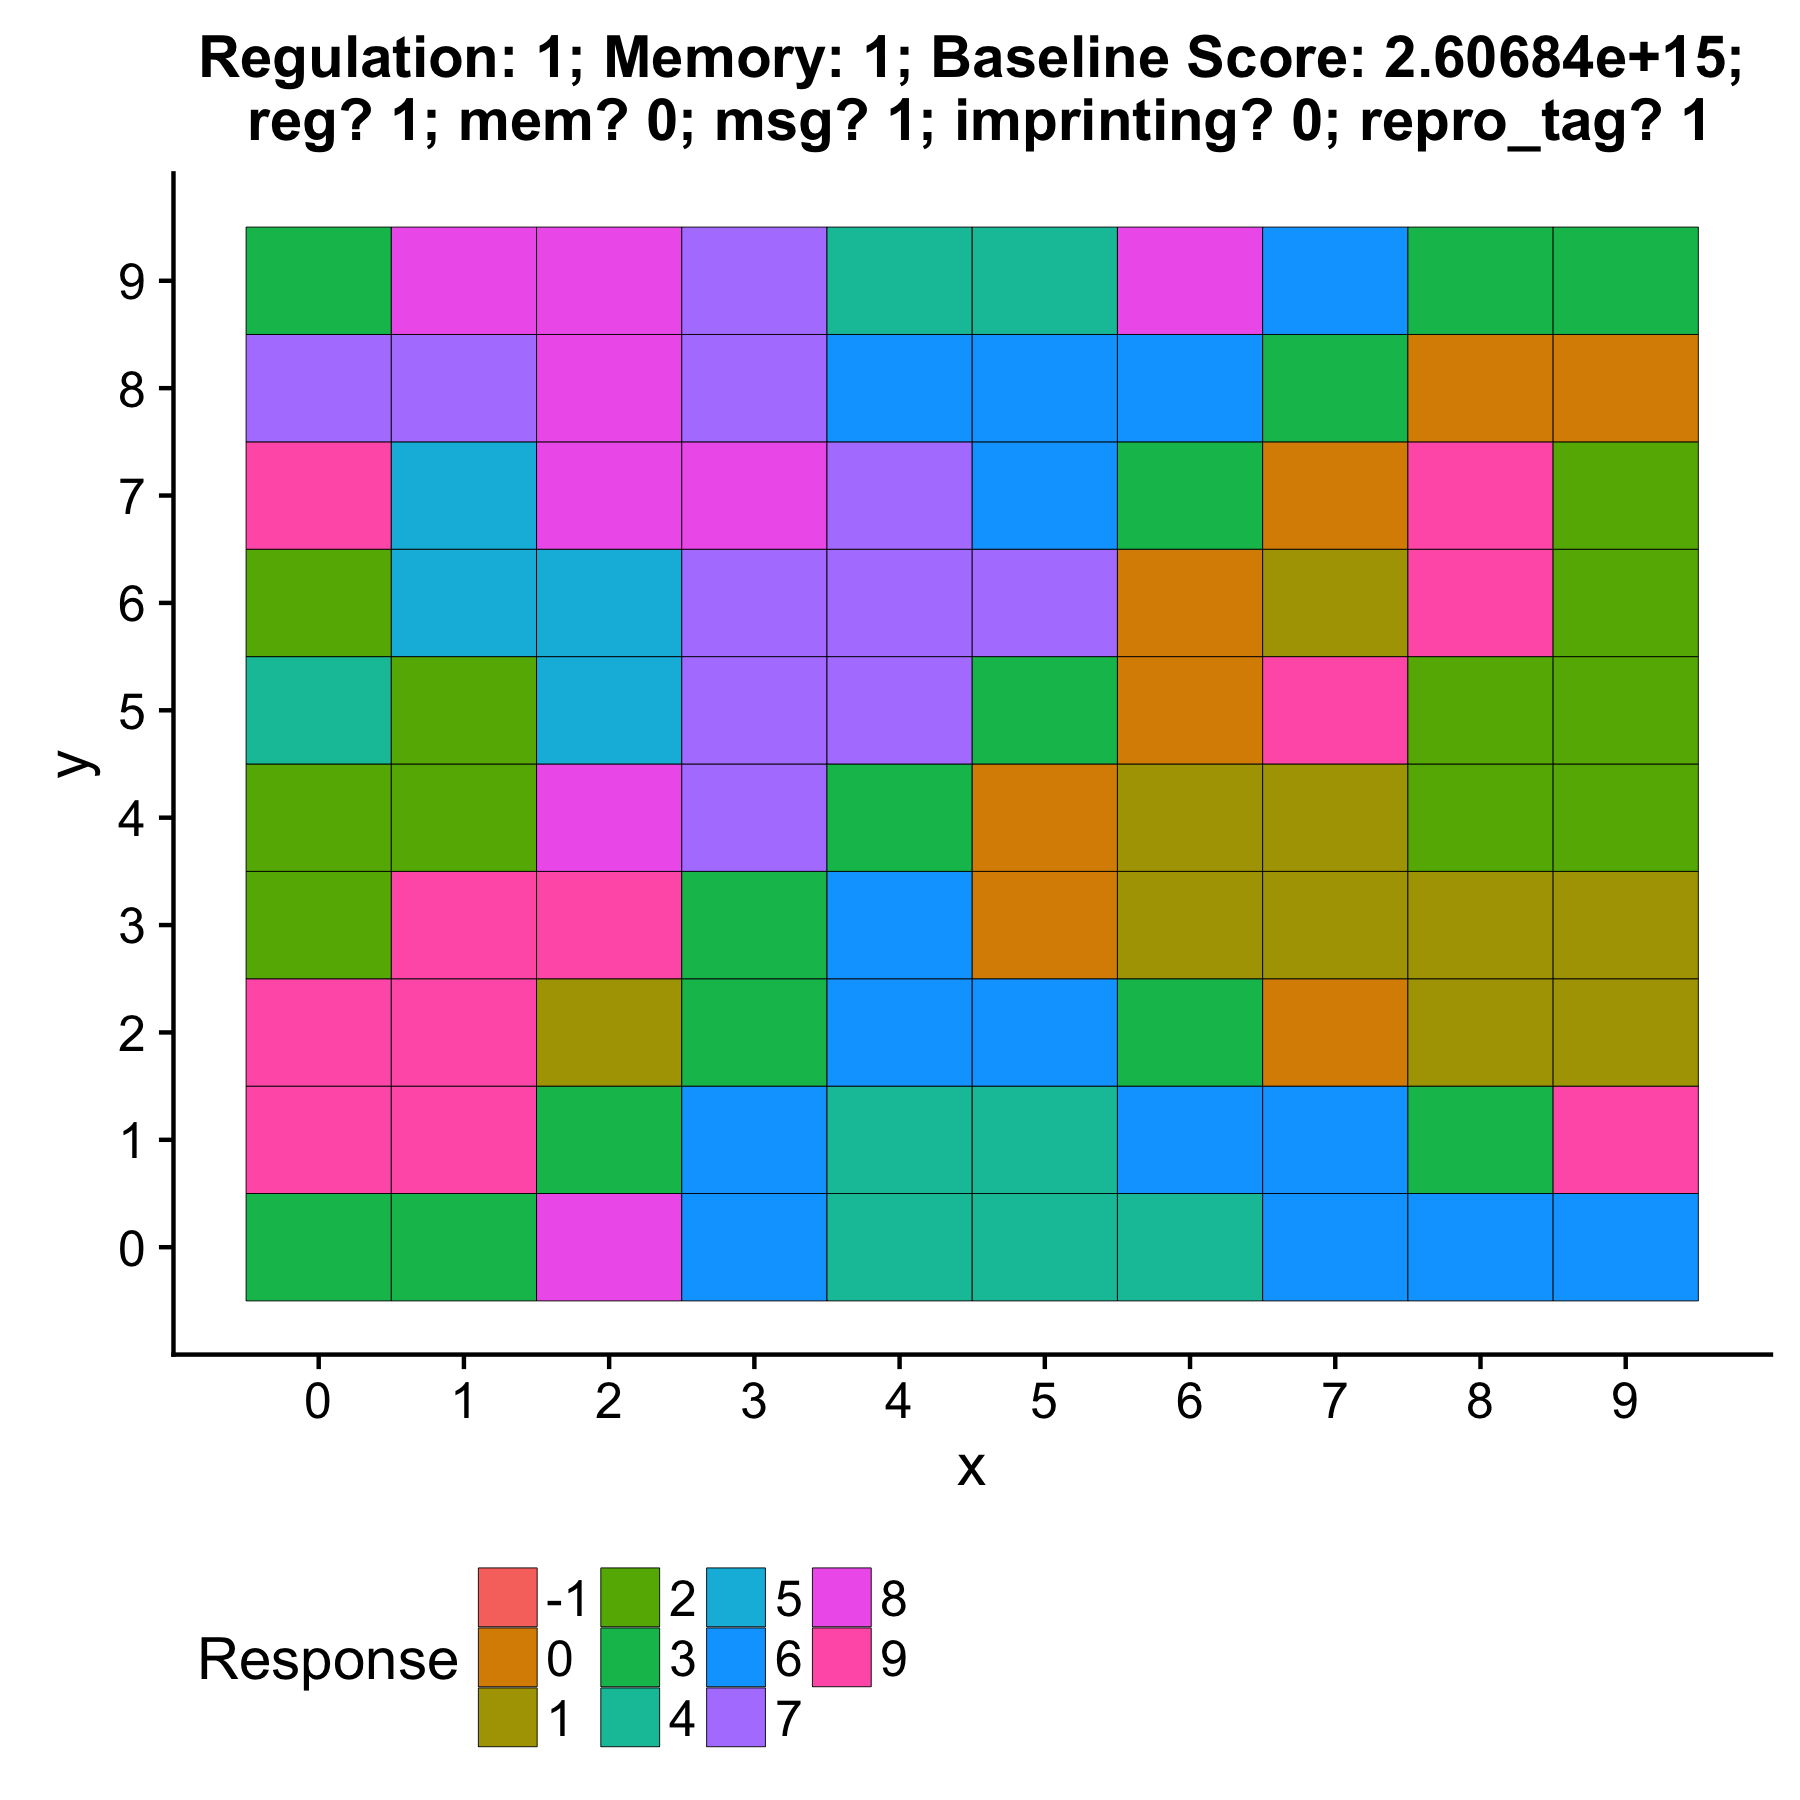 Regulation: 1; Memory: 1; Baseline Score: 2.60684e+15;
reg? 1; mem? 0; msg? 1; imprinting? 0; repro_tag? 1
9
8
7
6
5
4
3
2
1
0
y
0 1 2 3 4 5 6 7 8 9
x
Response
-1 2 5 8
0 3 6 9
1 4 7